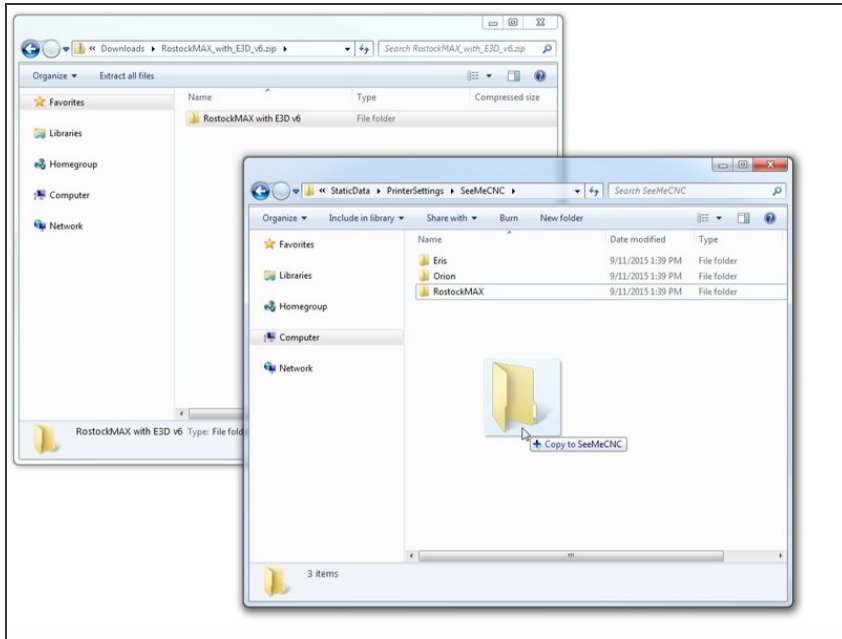 « Downloads ▸ RostockMAX_with_E3D_v6.zip ▸ Search RostockMAX_with_E3D_v6.zip
Organize Extract all files
Favorites
Libraries
Homegroup
Computer
Network
Name Type Compressed size
RostockMAX with E3D v6 File folder
RostockMAX with E3D v6 Type: File fold
« StaticData ▸ PrinterSettings ▸ SeeMeCNC ▸ Search SeeMeCNC
Organize Include in library Share with Burn New folder
Favorites
Libraries
Homegroup
Computer
Network
Name Date modified Type
Eris 9/11/2015 1:39 PM File folder
Orion 9/11/2015 1:39 PM File folder
RostockMAX 9/11/2015 1:39 PM File folder
Copy to SeeMeCNC
3 items